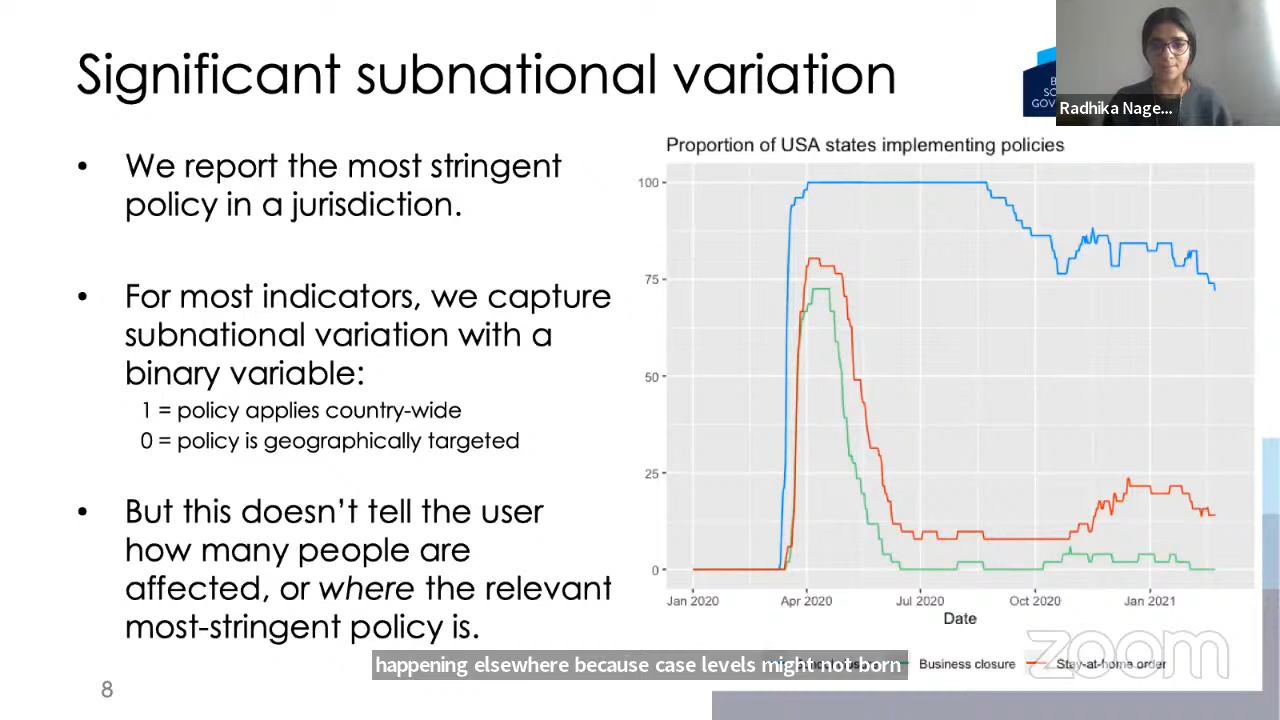 Significant subnational variation
B
SO
GOV
Radhika Nage...
• We report the most stringent
policy in a jurisdiction.
• For most indicators, we capture
subnational variation with a
binary variable:
1 = policy applies country-wide
0 = policy is geographically targeted
• But this doesn’t tell the user
how many people are
affected, or where the relevant
most-stringent policy is.
Proportion of USA states implementing policies
100
75
50
25
0
Jan 2020 Apr 2020 Jul 2020 Oct 2020 Jan 2021
Date
Business closure Stay-at-home order
zoom
happening elsewhere because case levels might not born
8